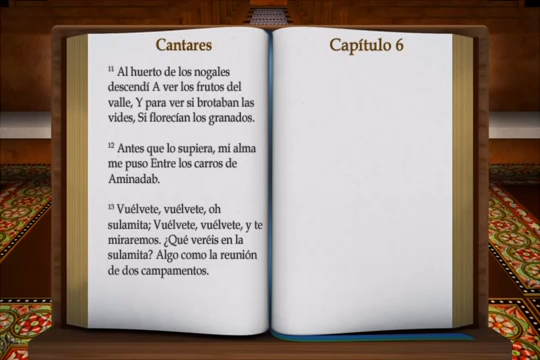 Cantares
Capítulo 6
11 Al huerto de los nogales
descendí A ver los frutos del
valle, Y para ver si brotaban las
vides, Si florecían los granados.
12 Antes que lo supiera, mi alma
me puso Entre los carros de
Aminadab.
13 Vuélvete, vuélvete, oh
sulamita; Vuélvete, vuélvete, y te
miraremos. ¿Qué veréis en la
sulamita? Algo como la reunión
de dos campamentos.